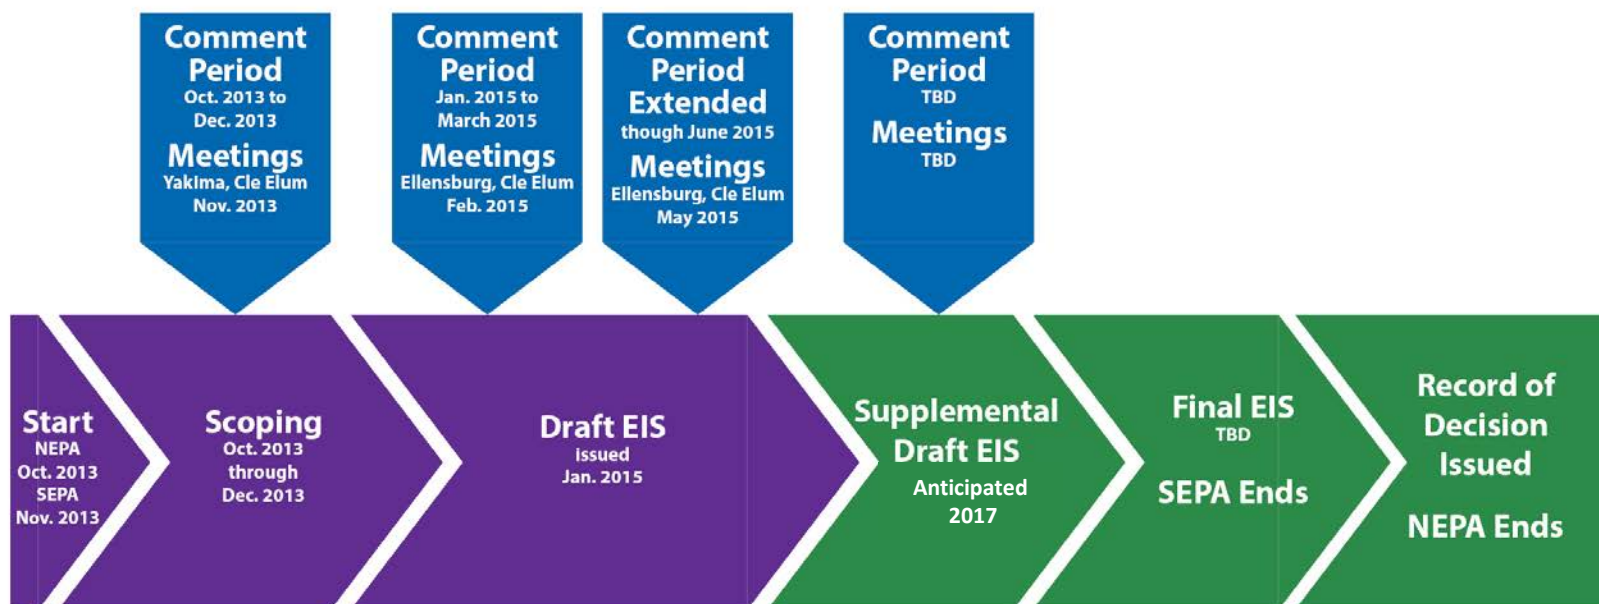 Comment
Period
Oct. 2013 to
Dec. 2013
Meetings
Yakima, Cle Elum
Nov. 2013
Comment
Period
Jan. 2015 to
March 2015
Meetings
Ellensburg, Cle Elum
Feb. 2015
Comment
Period
Extended
though June 2015
Meetings
Ellensburg, Cle Elum
May 2015
Comment
Period
TBD
Meetings
TBD
Start
NEPA
Oct. 2013
SEPA
Nov. 2013
Scoping
Oct. 2013
through
Dec. 2013
Draft EIS
issued
Jan. 2015
Supplemental
Draft EIS
Anticipated
2017
Final EIS
TBD
SEPA Ends
Record of
Decision
Issued
NEPA Ends